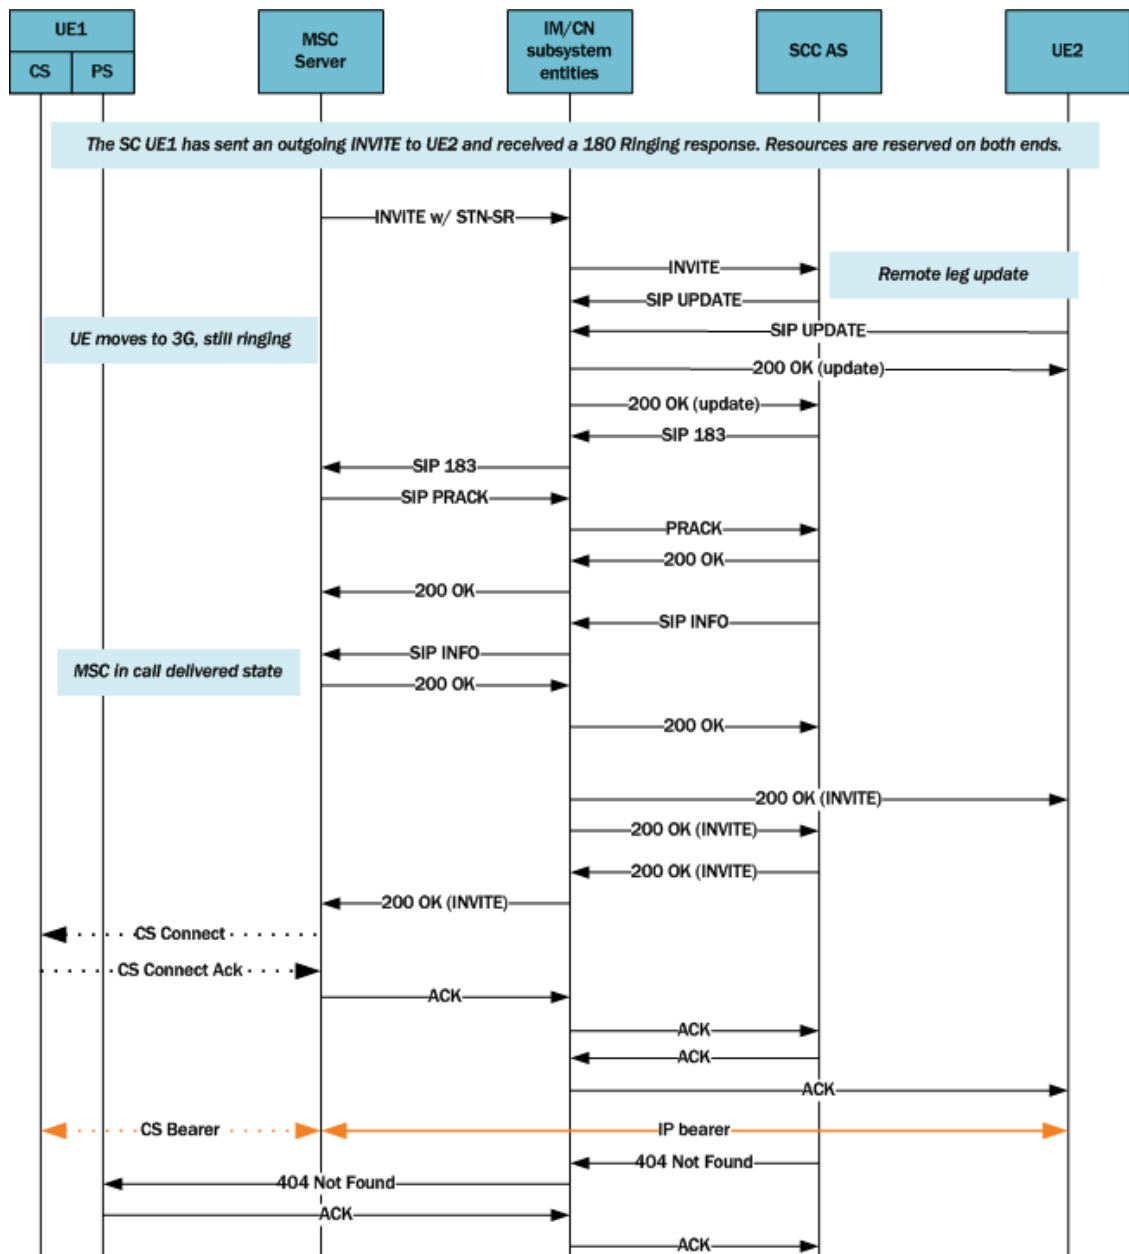 UE1
CS
PS
MSC
Server
IM/CN
subsystem
entities
SCC AS
UE2
The SC UE1 has sent an outgoing INVITE to UE2 and received a 180 Ringing response. Resources are reserved on both ends.
INVITE w/ STN-SR
INVITE
Remote leg update
SIP UPDATE
UE moves to 3G, still ringing
SIP UPDATE
200 OK (update)
200 OK (update)
SIP 183
SIP 183
SIP PRACK
PRACK
200 OK
200 OK
SIP INFO
SIP INFO
MSC in call delivered state
200 OK
200 OK
200 OK (INVITE)
200 OK (INVITE)
200 OK (INVITE)
200 OK (INVITE)
CS Connect
CS Connect Ack
ACK
ACK
ACK
ACK
CS Bearer
IP bearer
404 Not Found
404 Not Found
ACK
ACK